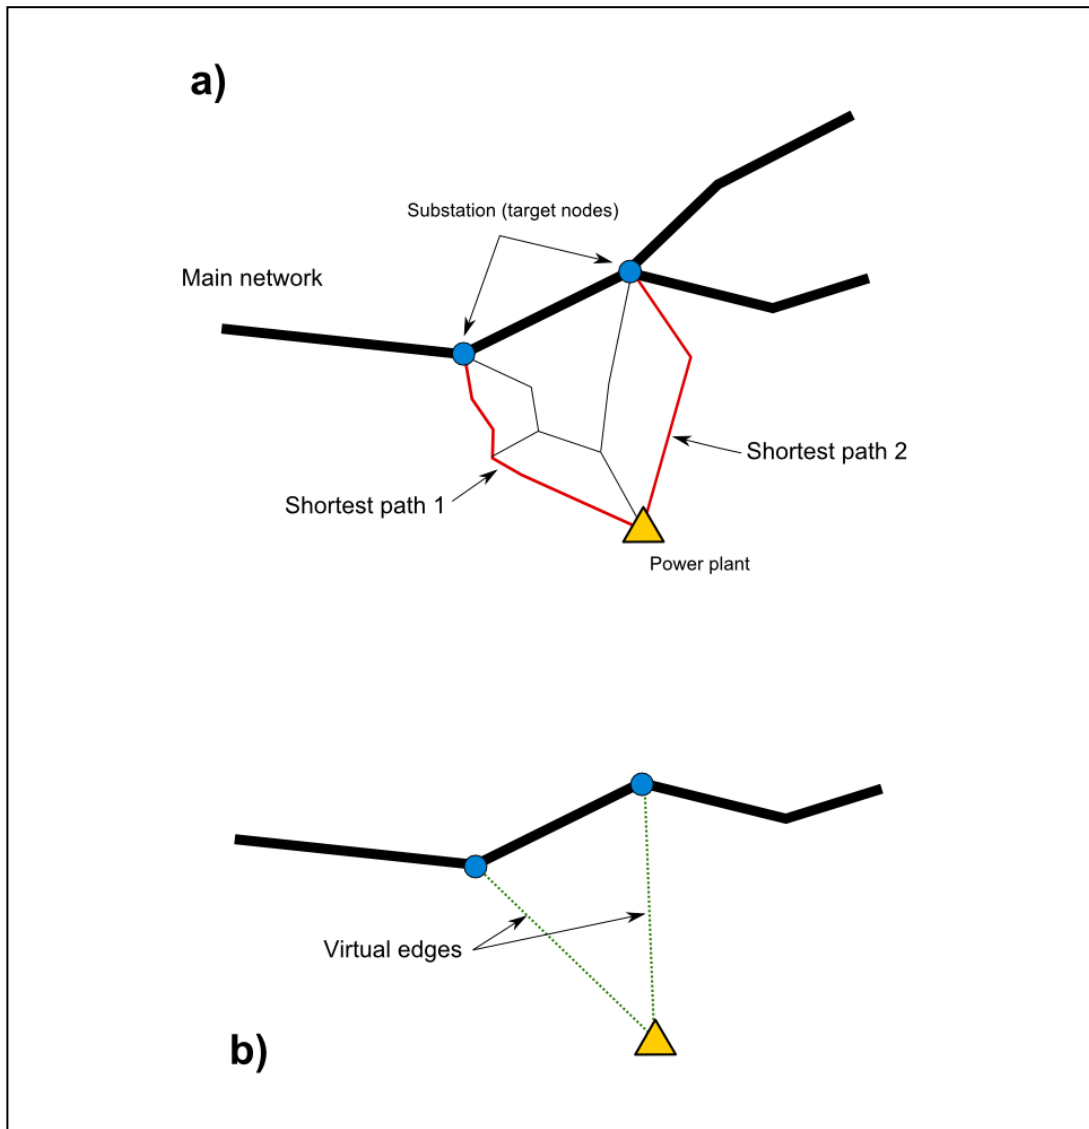 a)
Substation (target nodes)
Main network
Shortest path 2
Shortest path 1
Power plant
Virtual edges
b)